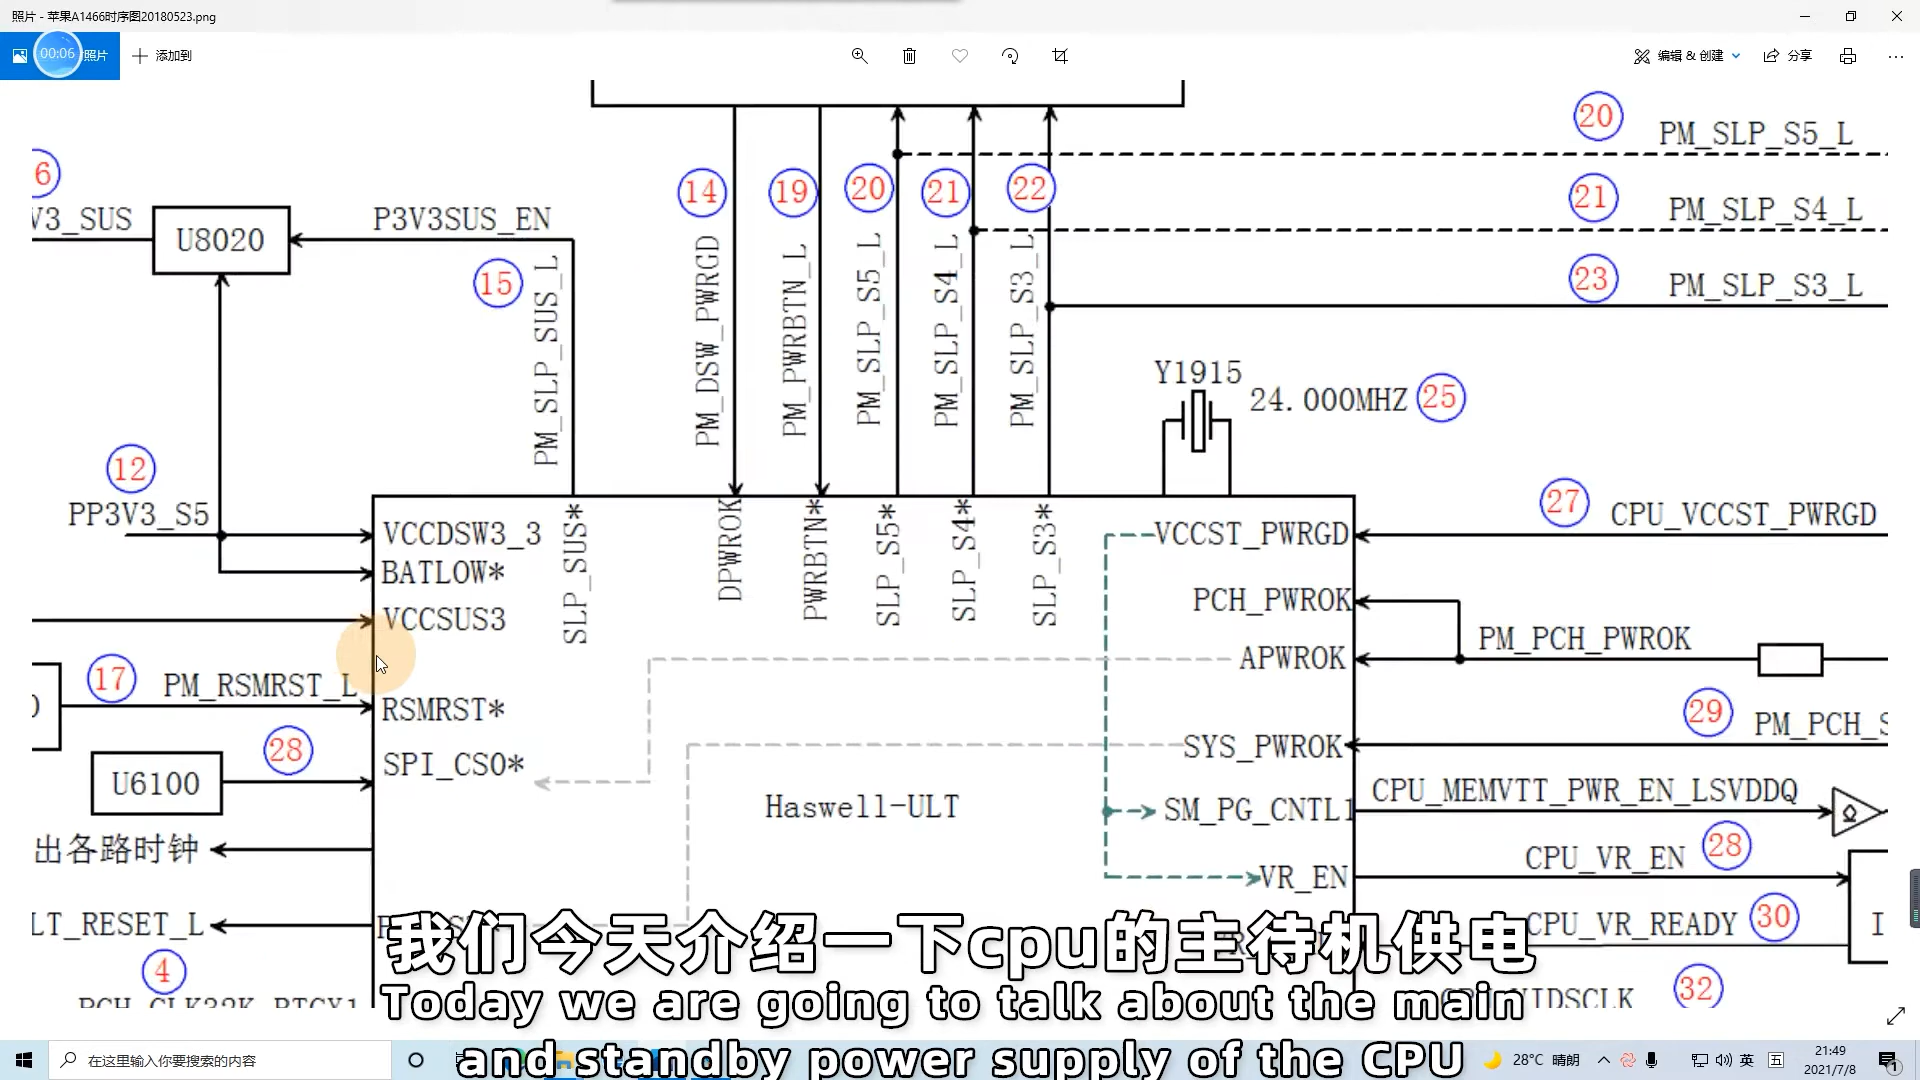 照片 - 苹果A1466时序图20180523.png
00:06
照片
添加到
编辑 & 创建
分享
20
PM_SLP_S5_L
6
V3_SUS
U8020
P3V3SUS_EN
14
19
20
21
22
21
PM_SLP_S4_L
15
PM_SLP_SUS_L
PM_DSW_PWRGD
PM_PWRBTN_L
PM_SLP_S5_L
PM_SLP_S4_L
PM_SLP_S3_L
23
PM_SLP_S3_L
Y1915
24.000MHZ
25
12
PP3V3_S5
27
CPU_VCCST_PWRGD
VCCDSW3_3
BATLOW*
SLP_SUS*
DPWROK
PWRBTN*
SLP_S5*
SLP_S4*
SLP_S3*
VCCST_PWRGD
PCH_PWROK
VCCSUS3
PM_PCH_PWROK
APWROK
17
PM_RSMRST_L
RSMRST*
29
PM_PCH_S
SYS_PWROK
28
U6100
SPI_CS0*
Haswell-ULT
SM_PG_CNTL1
CPU_MEMVTT_PWR_EN_LSVDDQ
出各路时钟
CPU_VR_EN
28
VR_EN
LT_RESET_L
CPU_VR_READY
30
I
4
32
我们今天介绍一下cpu的主待机供电
Today we are going to talk about the main
and standby power supply of the CPU
在这里输入你要搜索的内容
28°C 晴朗
英
五
21:49
2021/7/8
1